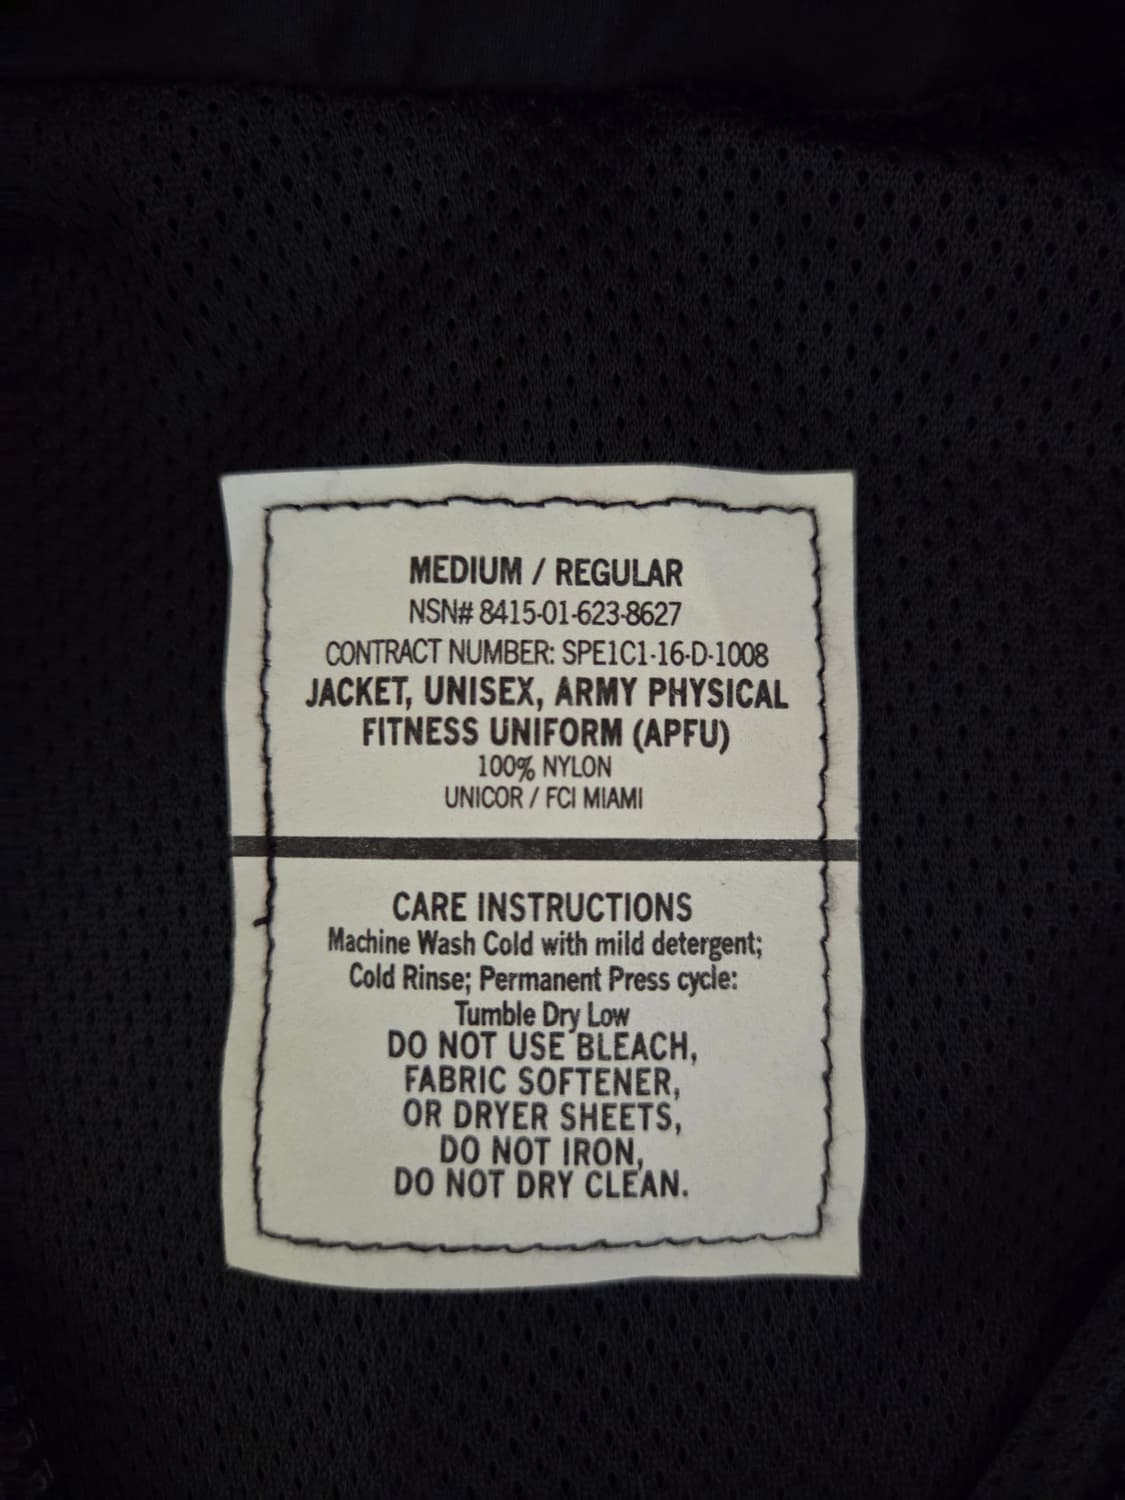 MEDIUM / REGULAR
NSN# 8415-01-623-8627
CONTRACT NUMBER: SPE1C1-16-D-1008
JACKET, UNISEX, ARMY PHYSICAL
FITNESS UNIFORM (APFU)
100% NYLON
UNICOR / FCI MIAMI
CARE INSTRUCTIONS
Machine Wash Cold with mild detergent;
Cold Rinse; Permanent Press cycle:
Tumble Dry Low
DO NOT USE BLEACH,
FABRIC SOFTENER,
OR DRYER SHEETS,
DO NOT IRON,
DO NOT DRY CLEAN.